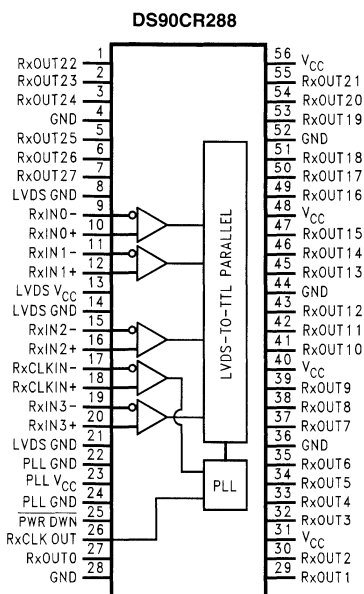 DS90CR288
RxOUT22 1
RxOUT23 2
RxOUT24 3
GND 4
RxOUT25 5
RxOUT26 6
RxOUT27 7
LVDS GND 8
RxIN0- 9
RxIN0+ 10
RxIN1- 11
RxIN1+ 12
LVDS VCC 13
LVDS GND 14
RxIN2- 15
RxIN2+ 16
RxCLKIN- 17
RxCLKIN+ 18
RxIN3- 19
RxIN3+ 20
LVDS GND 21
PLL GND 22
PLL VCC 23
PLL GND 24
PWR DWN 25
RxCLK OUT 26
RxOUT0 27
GND 28
LVDS-TO-TTL PARALLEL
PLL
56 VCC
55 RxOUT21
54 RxOUT20
53 RxOUT19
52 GND
51 RxOUT18
50 RxOUT17
49 RxOUT16
48 VCC
47 RxOUT15
46 RxOUT14
45 RxOUT13
44 GND
43 RxOUT12
42 RxOUT11
41 RxOUT10
40 VCC
39 RxOUT9
38 RxOUT8
37 RxOUT7
36 GND
35 RxOUT6
34 RxOUT5
33 RxOUT4
32 RxOUT3
31 VCC
30 RxOUT2
29 RxOUT1